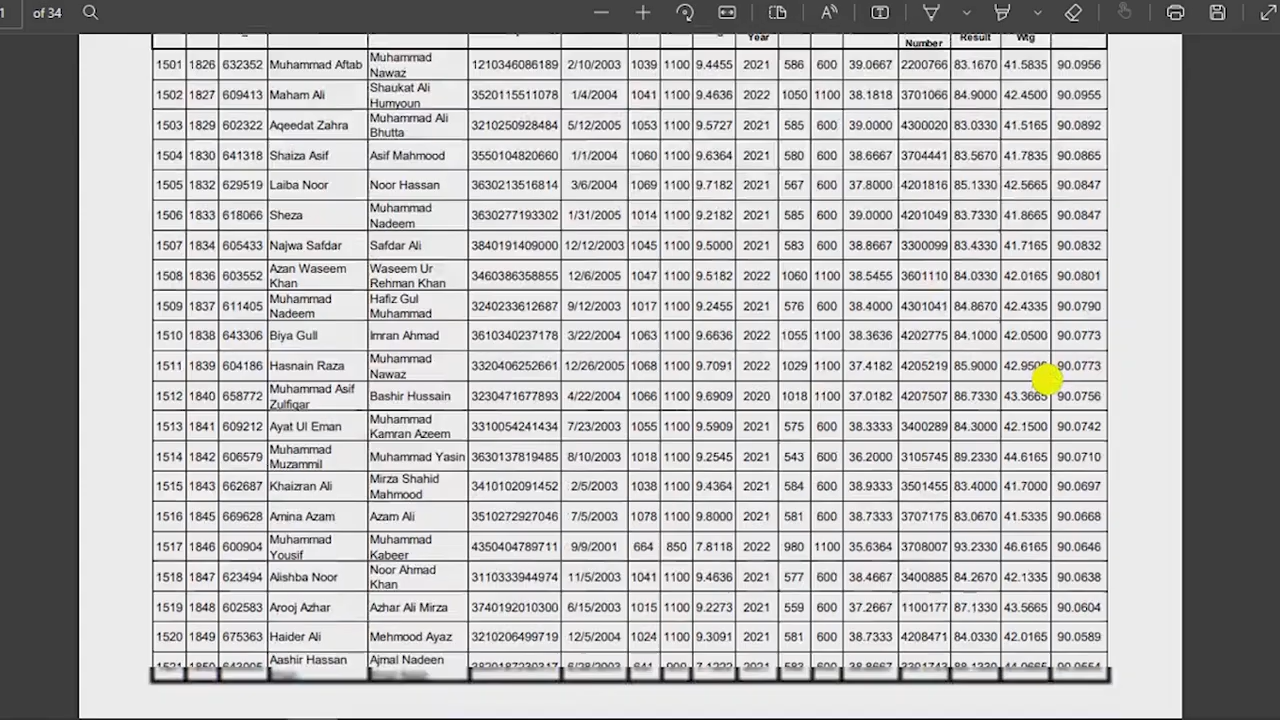 1 of 34
Year Number Result Wtg
1501 1826 632352 Muhammad Aftab Muhammad Nawaz 1210346086189 2/10/2003 1039 1100 9.4455 2021 586 600 39.0667 2200766 83.1670 41.5835 90.0956
1502 1827 609413 Maham Ali Shaukat Ali Humyoun 3520115511078 1/4/2004 1041 1100 9.4636 2022 1050 1100 38.1818 3701066 84.9000 42.4500 90.0955
1503 1829 602322 Aqeedat Zahra Muhammad Ali Bhutta 3210250928484 5/12/2005 1053 1100 9.5727 2021 585 600 39.0000 4300020 83.0330 41.5165 90.0892
1504 1830 641318 Shaiza Asif Asif Mahmood 3550104820660 1/1/2004 1060 1100 9.6364 2021 580 600 38.6667 3704441 83.5670 41.7835 90.0865
1505 1832 629519 Laiba Noor Noor Hassan 3630213516814 3/6/2004 1069 1100 9.7182 2021 567 600 37.8000 4201816 85.1330 42.5665 90.0847
1506 1833 618066 Sheza Muhammad Nadeem 3630277193302 1/31/2005 1014 1100 9.2182 2021 585 600 39.0000 4201049 83.7330 41.8665 90.0847
1507 1834 605433 Najwa Safdar Safdar Ali 3840191409000 12/12/2003 1045 1100 9.5000 2021 583 600 38.8667 3300099 83.4330 41.7165 90.0832
1508 1836 603552 Azan Waseem Khan Waseem Ur Rehman Khan 3460386358855 12/6/2005 1047 1100 9.5182 2022 1060 1100 38.5455 3601110 84.0330 42.0165 90.0801
1509 1837 611405 Muhammad Nadeem Hafiz Gul Muhammad 3240233612687 9/12/2003 1017 1100 9.2455 2021 576 600 38.4000 4301041 84.8670 42.4335 90.0790
1510 1838 643306 Biya Gull Imran Ahmad 3610340237178 3/22/2004 1063 1100 9.6636 2022 1055 1100 38.3636 4202775 84.1000 42.0500 90.0773
1511 1839 604186 Hasnain Raza Muhammad Nawaz 3320406252661 12/26/2005 1068 1100 9.7091 2022 1029 1100 37.4182 4205219 85.9000 42.9500 90.0773
1512 1840 658772 Muhammad Asif Zulfiqar Bashir Hussain 3230471677893 4/22/2004 1066 1100 9.6909 2020 1018 1100 37.0182 4207507 86.7330 43.3665 90.0756
1513 1841 609212 Ayat Ul Eman Muhammad Kamran Azeem 3310054241434 7/23/2003 1055 1100 9.5909 2021 575 600 38.3333 3400289 84.3000 42.1500 90.0742
1514 1842 606579 Muhammad Muzammil Muhammad Yasin 3630137819485 8/10/2003 1018 1100 9.2545 2021 543 600 36.2000 3105745 89.2330 44.6165 90.0710
1515 1843 662687 Khaizran Ali Mirza Shahid Mahmood 3410102091452 2/5/2003 1038 1100 9.4364 2021 584 600 38.9333 3501455 83.4000 41.7000 90.0697
1516 1845 669628 Amina Azam Azam Ali 3510272927046 7/5/2003 1078 1100 9.8000 2021 581 600 38.7333 3707175 83.0670 41.5335 90.0668
1517 1846 600904 Muhammad Yousif Muhammad Kabeer 4350404789711 9/9/2001 664 850 7.8118 2022 980 1100 35.6364 3708007 93.2330 46.6165 90.0646
1518 1847 623494 Alishba Noor Noor Ahmad Khan 3110333944974 11/5/2003 1041 1100 9.4636 2021 577 600 38.4667 3400885 84.2670 42.1335 90.0638
1519 1848 602583 Arooj Azhar Azhar Ali Mirza 3740192010300 6/15/2003 1015 1100 9.2273 2021 559 600 37.2667 1100177 87.1330 43.5665 90.0604
1520 1849 675363 Haider Ali Mehmood Ayaz 3210206499719 12/5/2004 1024 1100 9.3091 2021 581 600 38.7333 4208471 84.0330 42.0165 90.0589
Aashir Hassan Ajmal Nadeen